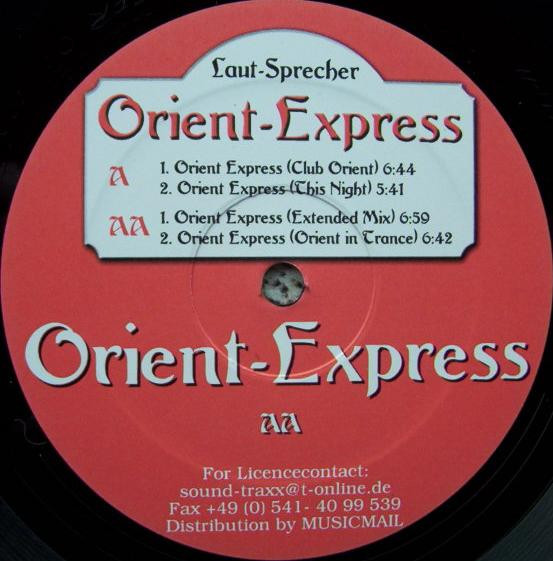 Laut-Sprecher
Orient-Express
A
1. Orient Express (Club Orient) 6:44
2. Orient Express (This Night) 5:41
AA
1. Orient Express (Extended Mix) 6:59
2. Orient Express (Orient in Trance) 6:42
Orient-Express
AA
For Licencecontact:
sound-traxx@t-online.de
Fax +49 (0) 541- 40 99 539
Distribution by MUSICMAIL